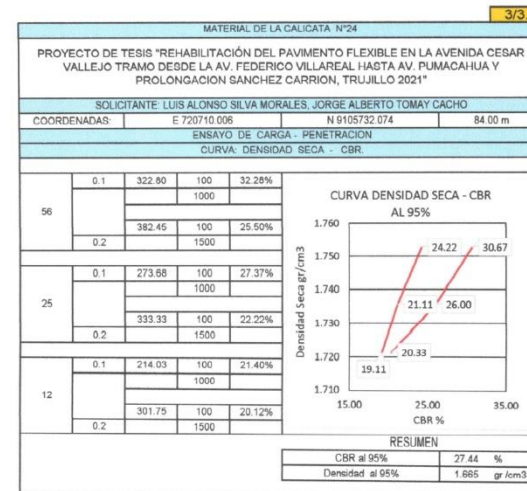 3/3
MATERIAL DE LA CALICATA N°24
PROYECTO DE TESIS "REHABILITACIÓN DEL PAVIMENTO FLEXIBLE EN LA AVENIDA CESAR
VALLEJO TRAMO DESDE LA AV. FEDERICO VILLAREAL HASTA AV. PUMACAHUA Y
PROLONGACION SANCHEZ CARRION, TRUJILLO 2021"
SOLICITANTE: LUIS ALONSO SILVA MORALES, JORGE ALBERTO TOMAY CACHO
COORDENADAS: E 720710.006 N 9105732.074 84.00 m
ENSAYO DE CARGA - PENETRACION
CURVA: DENSIDAD SECA - CBR.
56
0.1 322.80 100 32.28%
1000
382.45 100 25.50%
0.2 1500
25
0.1 273.68 100 27.37%
1000
333.33 100 22.22%
0.2 1500
12
0.1 214.03 100 21.40%
1000
301.75 100 20.12%
0.2 1500
CURVA DENSIDAD SECA - CBR
AL 95%
Densidad Seca gr/cm3
1.760
1.750
1.740
1.730
1.720
1.710
24.22 30.67
21.11 26.00
20.33
19.11
15.00 25.00 35.00
CBR %
RESUMEN
CBR al 95% 27.44 %
Densidad al 95% 1.665 gr/cm3